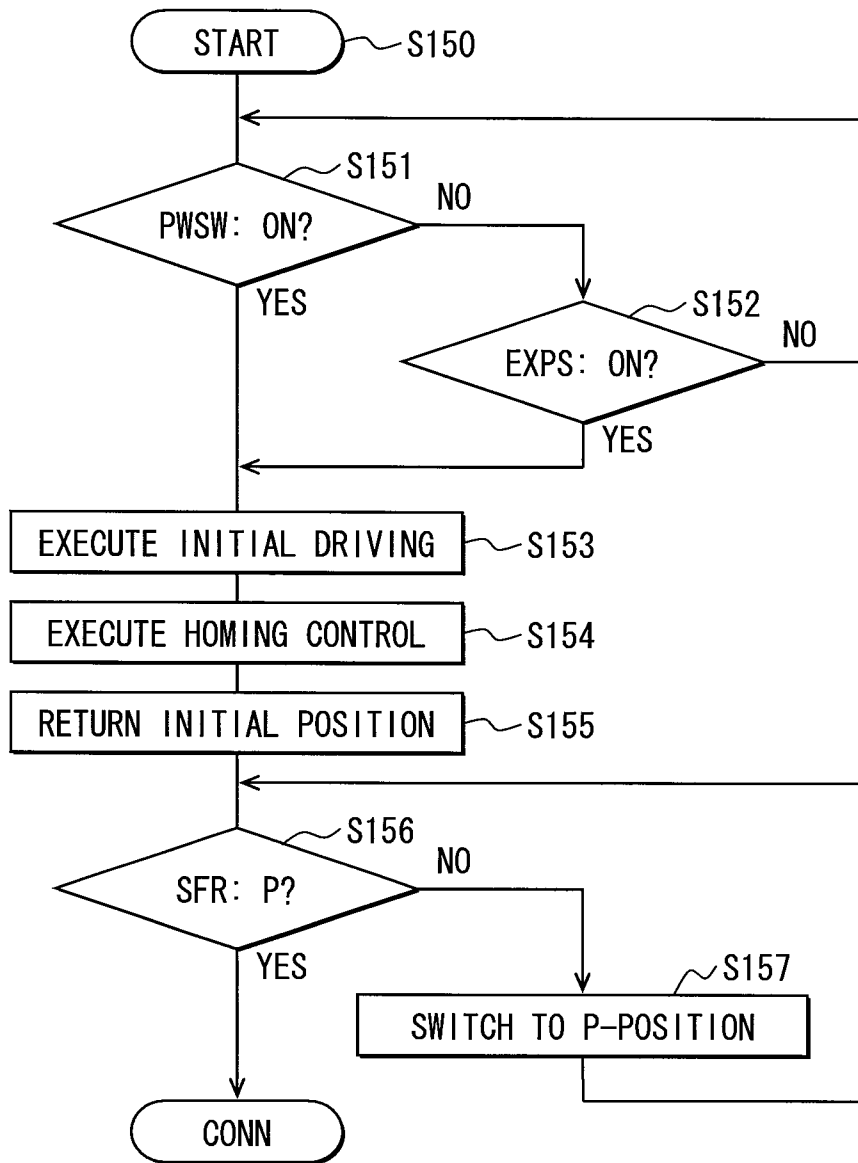 START
S150
S151
PWSW: ON?
NO
YES
S152
EXPS: ON?
NO
YES
EXECUTE INITIAL DRIVING
S153
EXECUTE HOMING CONTROL
S154
RETURN INITIAL POSITION
S155
S156
SFR: P?
NO
YES
S157
SWITCH TO P-POSITION
CONN